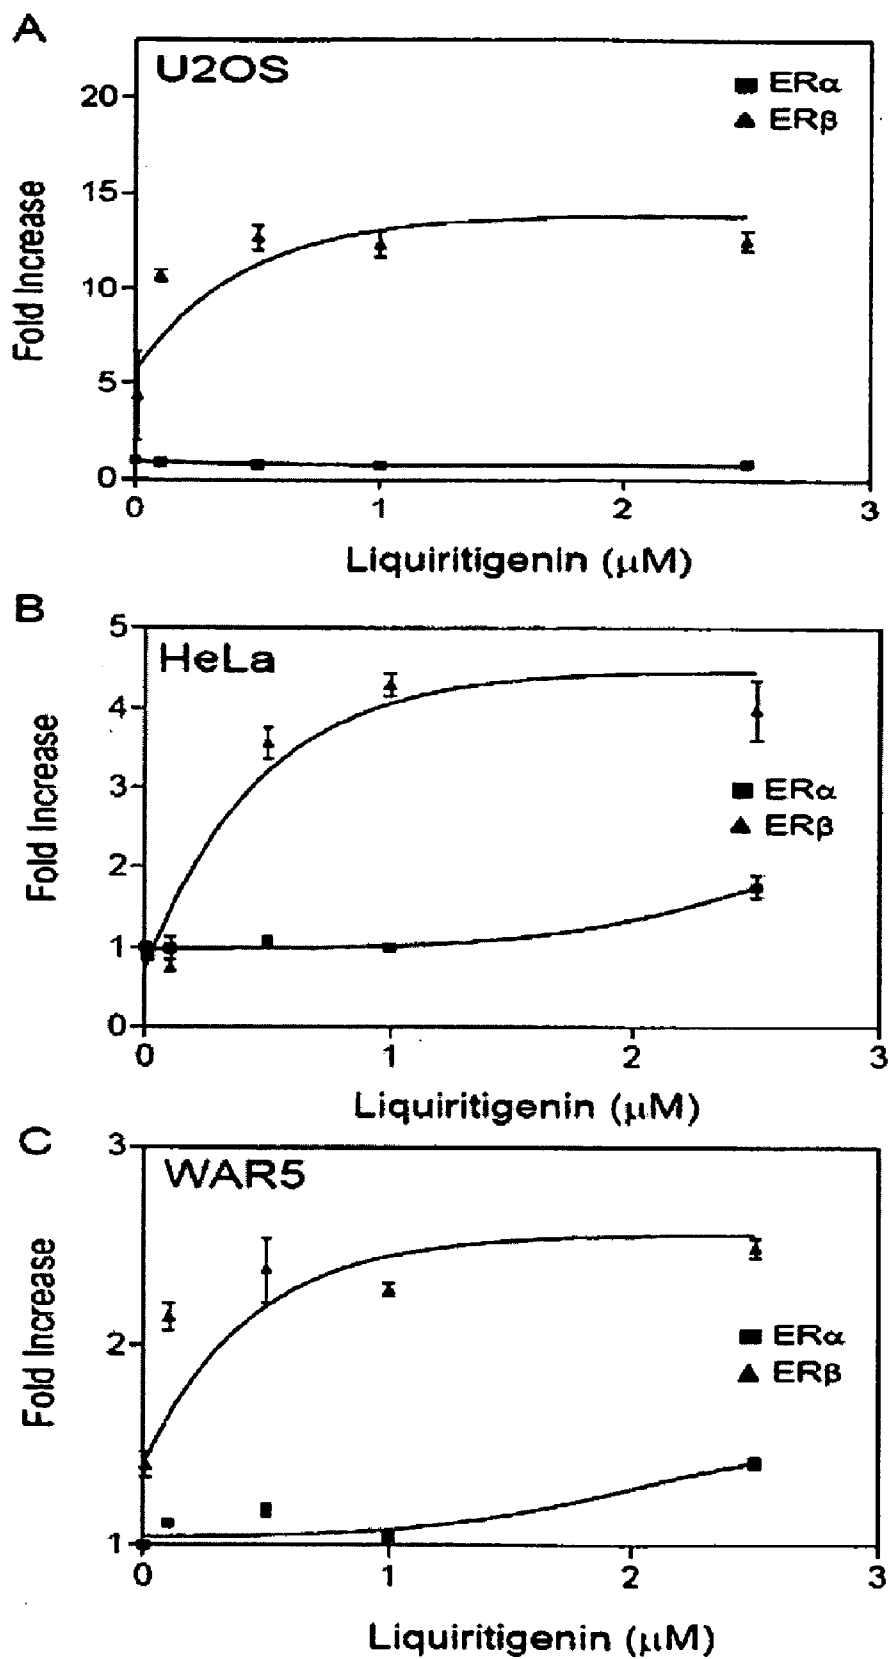 A
U2OS
ERα
ERβ
20
15
10
5
0
Fold Increase
0 1 2 3
Liquiritigenin (μM)
B
HeLa
5
4
3
2
1
0
Fold Increase
ERα
ERβ
0 1 2 3
Liquiritigenin (μM)
C
WAR5
3
2
1
Fold Increase
ERα
ERβ
0 1 2 3
Liquiritigenin (μM)